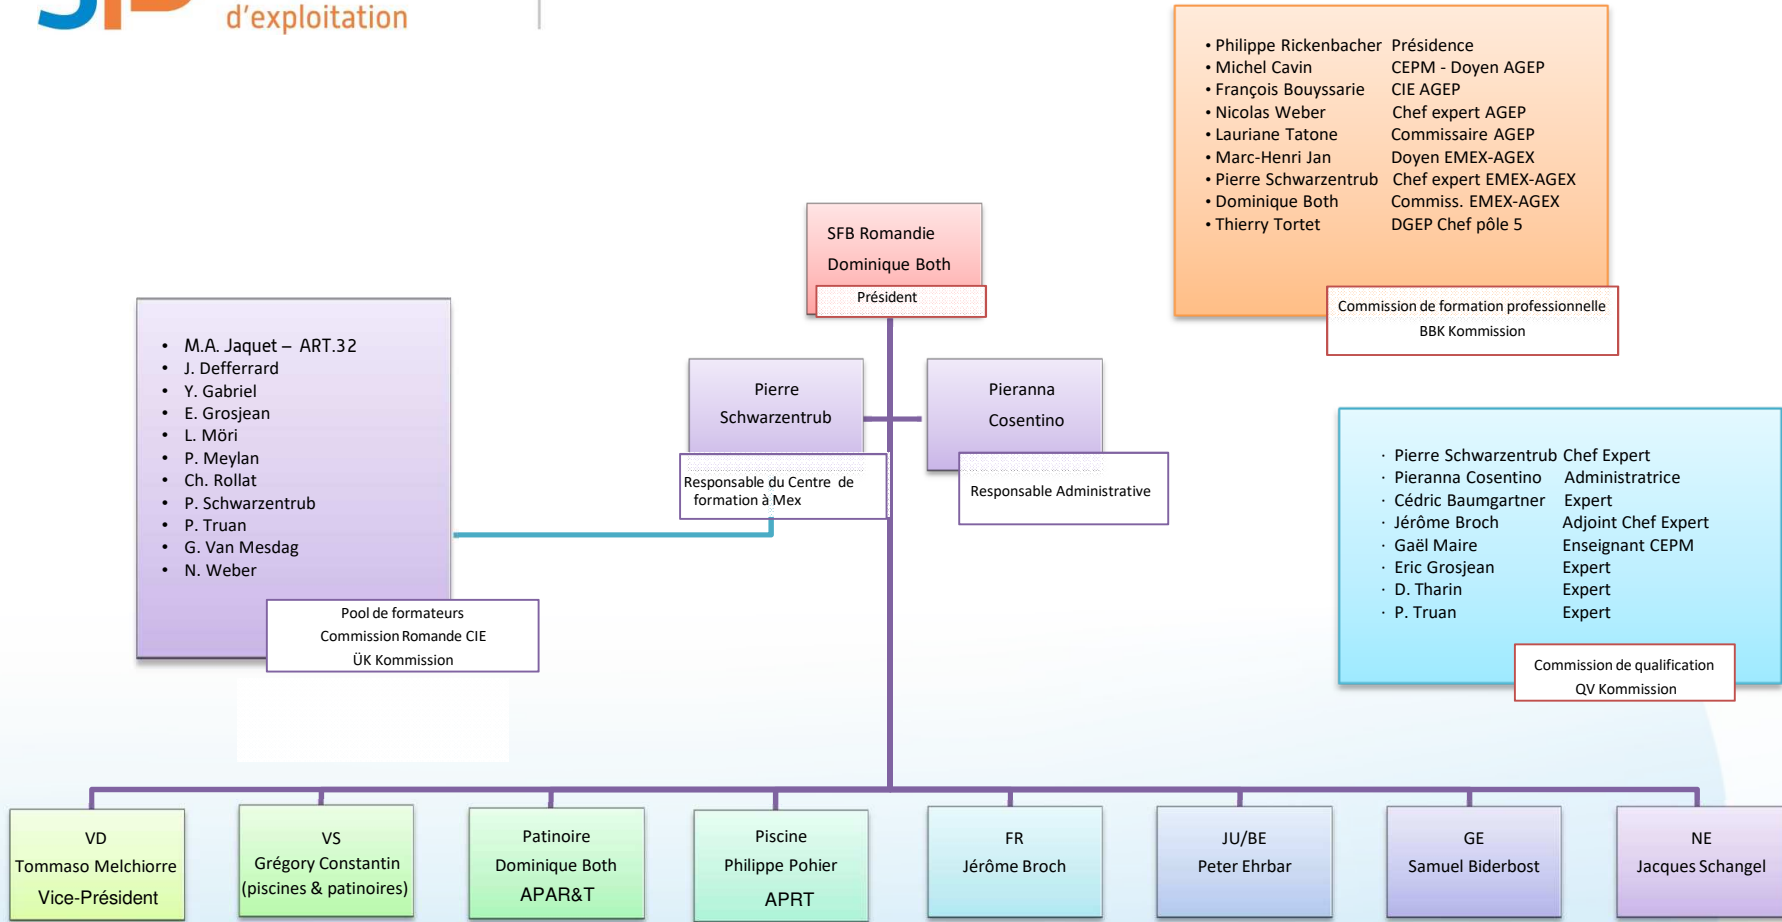 d'exploitation
• Philippe Rickenbacher Présidence
• Michel Cavin CEPM - Doyen AGEP
• François Bouyssarie CIE AGEP
• Nicolas Weber Chef expert AGEP
• Lauriane Tatone Commissaire AGEP
• Marc-Henri Jan Doyen EMEX-AGEX
• Pierre Schwarzentrub Chef expert EMEX-AGEX
• Dominique Both Commiss. EMEX-AGEX
• Thierry Tortet DGEP Chef pôle 5
Commission de formation professionnelle
BBK Kommission
SFB Romandie
Dominique Both
Président
• M.A. Jaquet – ART.32
• J. Defferrard
• Y. Gabriel
• E. Grosjean
• L. Möri
• P. Meylan
• Ch. Rollat
• P. Schwarzentrub
• P. Truan
• G. Van Mesdag
• N. Weber
Pool de formateurs
Commission Romande CIE
ÜK Kommission
Pierre
Schwarzentrub
Responsable du Centre de
formation à Mex
Pieranna
Cosentino
Responsable Administrative
· Pierre Schwarzentrub Chef Expert
· Pieranna Cosentino Administratrice
· Cédric Baumgartner Expert
· Jérôme Broch Adjoint Chef Expert
· Gaël Maire Enseignant CEPM
· Eric Grosjean Expert
· D. Tharin Expert
· P. Truan Expert
Commission de qualification
QV Kommission
VD
Tommaso Melchiorre
Vice-Président
VS
Grégory Constantin
(piscines & patinoires)
Patinoire
Dominique Both
APAR&T
Piscine
Philippe Pohier
APRT
FR
Jérôme Broch
JU/BE
Peter Ehrbar
GE
Samuel Biderbost
NE
Jacques Schangel